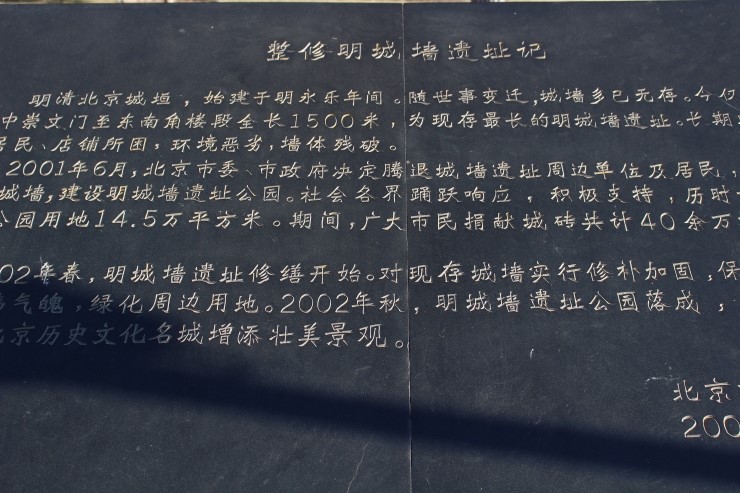 整修明城墙遗址记
明清北京城垣，始建于明永乐年间。随世事变迁，城墙多已无存。今仅
中崇文门至东南角楼段全长1500米，为现存最长的明城墙遗址。长期
居民、店铺所困，环境恶劣，墙体残破。
2001年6月，北京市委、市政府决定腾退城墙遗址周边单位及居民，
城墙，建设明城墙遗址公园。社会各界踊跃响应，积极支持，历时
公园用地14.5万平方米。期间，广大市民捐献城砖共计40余万
02年春，明城墙遗址修缮开始。对现存城墙实行修补加固，保
气魄，绿化周边用地。2002年秋，明城墙遗址公园落成，
北京历史文化名城增添壮美景观。
北京
200